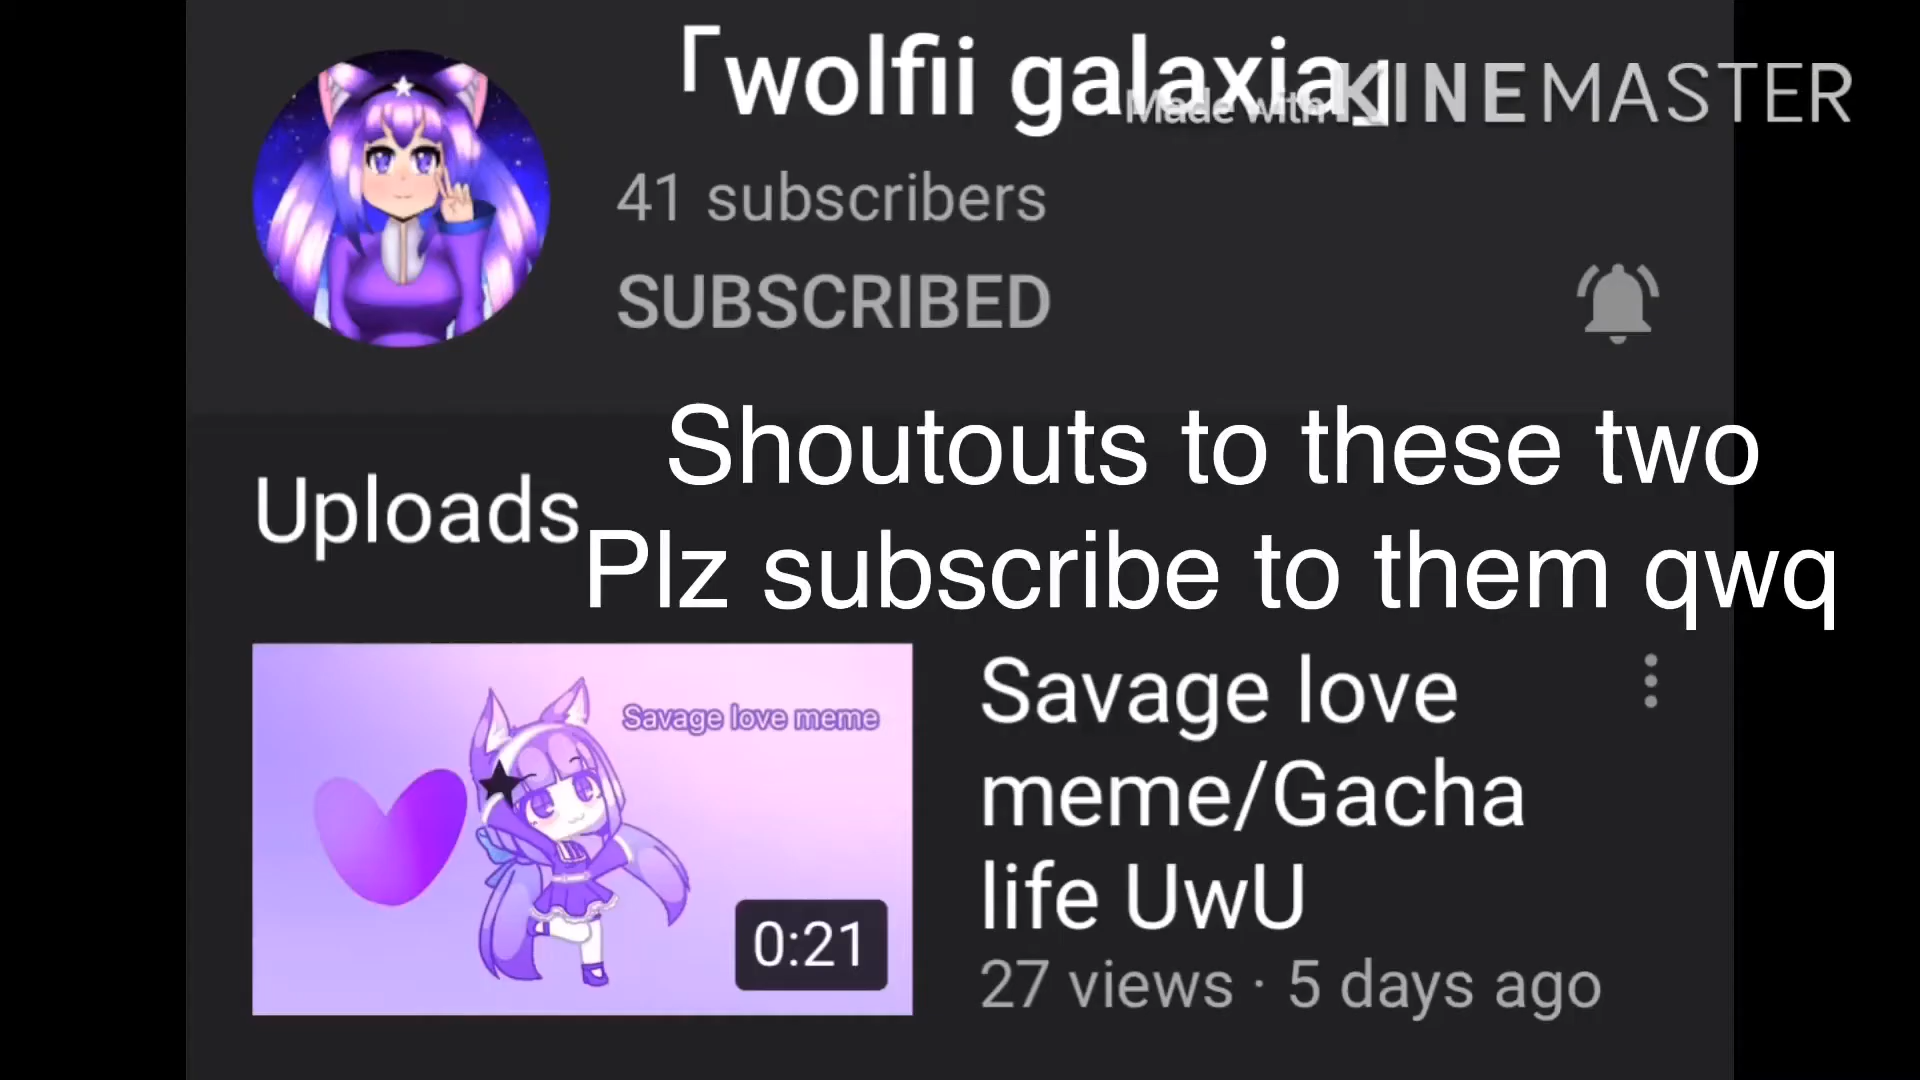 「wolfii galaxia」
Made with KINEMASTER
41 subscribers
SUBSCRIBED
Shoutouts to these two
Plz subscribe to them qwq
Uploads
Savage love meme
0:21
Savage love
meme/Gacha
life UwU
27 views · 5 days ago